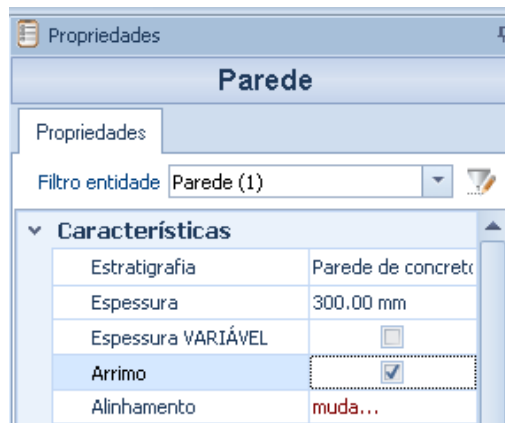 Propriedades
Parede
Propriedades
Filtro entidade Parede (1)
Características
Estratigrafia Parede de concret
Espessura 300.00 mm
Espessura VARIÁVEL
Arrimo
Alinhamento muda...